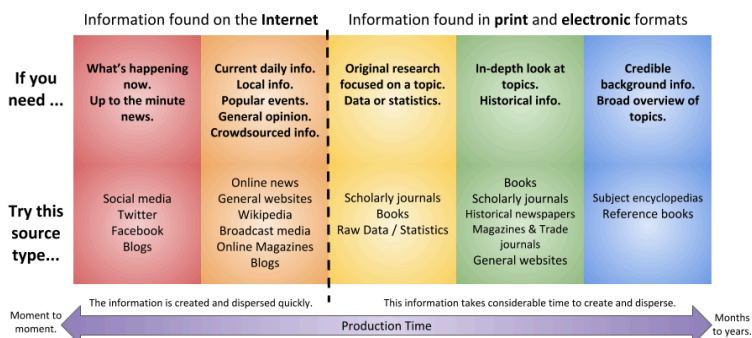 Information found on the Internet
Information found in print and electronic formats
If you
need ...
What's happening
now.
Up to the minute
news.
Current daily info.
Local info.
Popular events.
General opinion.
Crowdsourced info.
Original research
focused on a topic.
Data or statistics.
In-depth look at
topics.
Historical info.
Credible
background info.
Broad overview of
topics.
Try this
source
type...
Social media
Twitter
Facebook
Blogs
Online news
General websites
Wikipedia
Broadcast media
Online Magazines
Blogs
Scholarly journals
Books
Raw Data / Statistics
Books
Scholarly journals
Historical newspapers
Magazines & Trade
journals
General websites
Subject encyclopedias
Reference books
The information is created and dispersed quickly.
This information takes considerable time to create and disperse.
Moment to
moment.
Production Time
Months
to years.